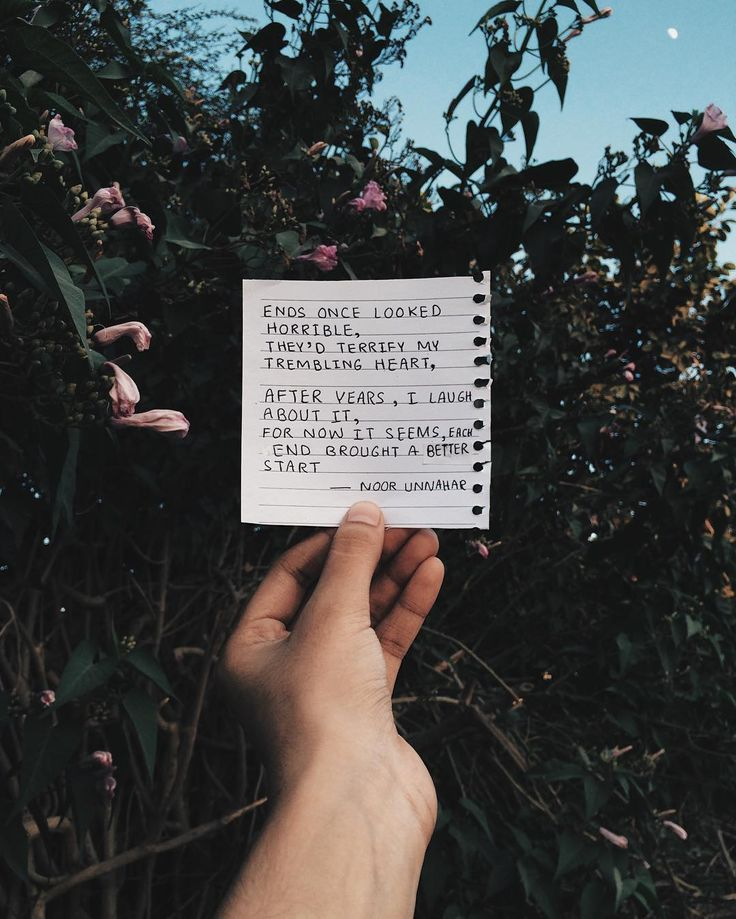 ENDS ONCE LOOKED
HORRIBLE,
THEY'D TERRIFY MY
TREMBLING HEART,
AFTER YEARS, I LAUGH
ABOUT IT,
FOR NOW IT SEEMS, EACH
END BROUGHT A BETTER
START
— NOOR UNNAHAR